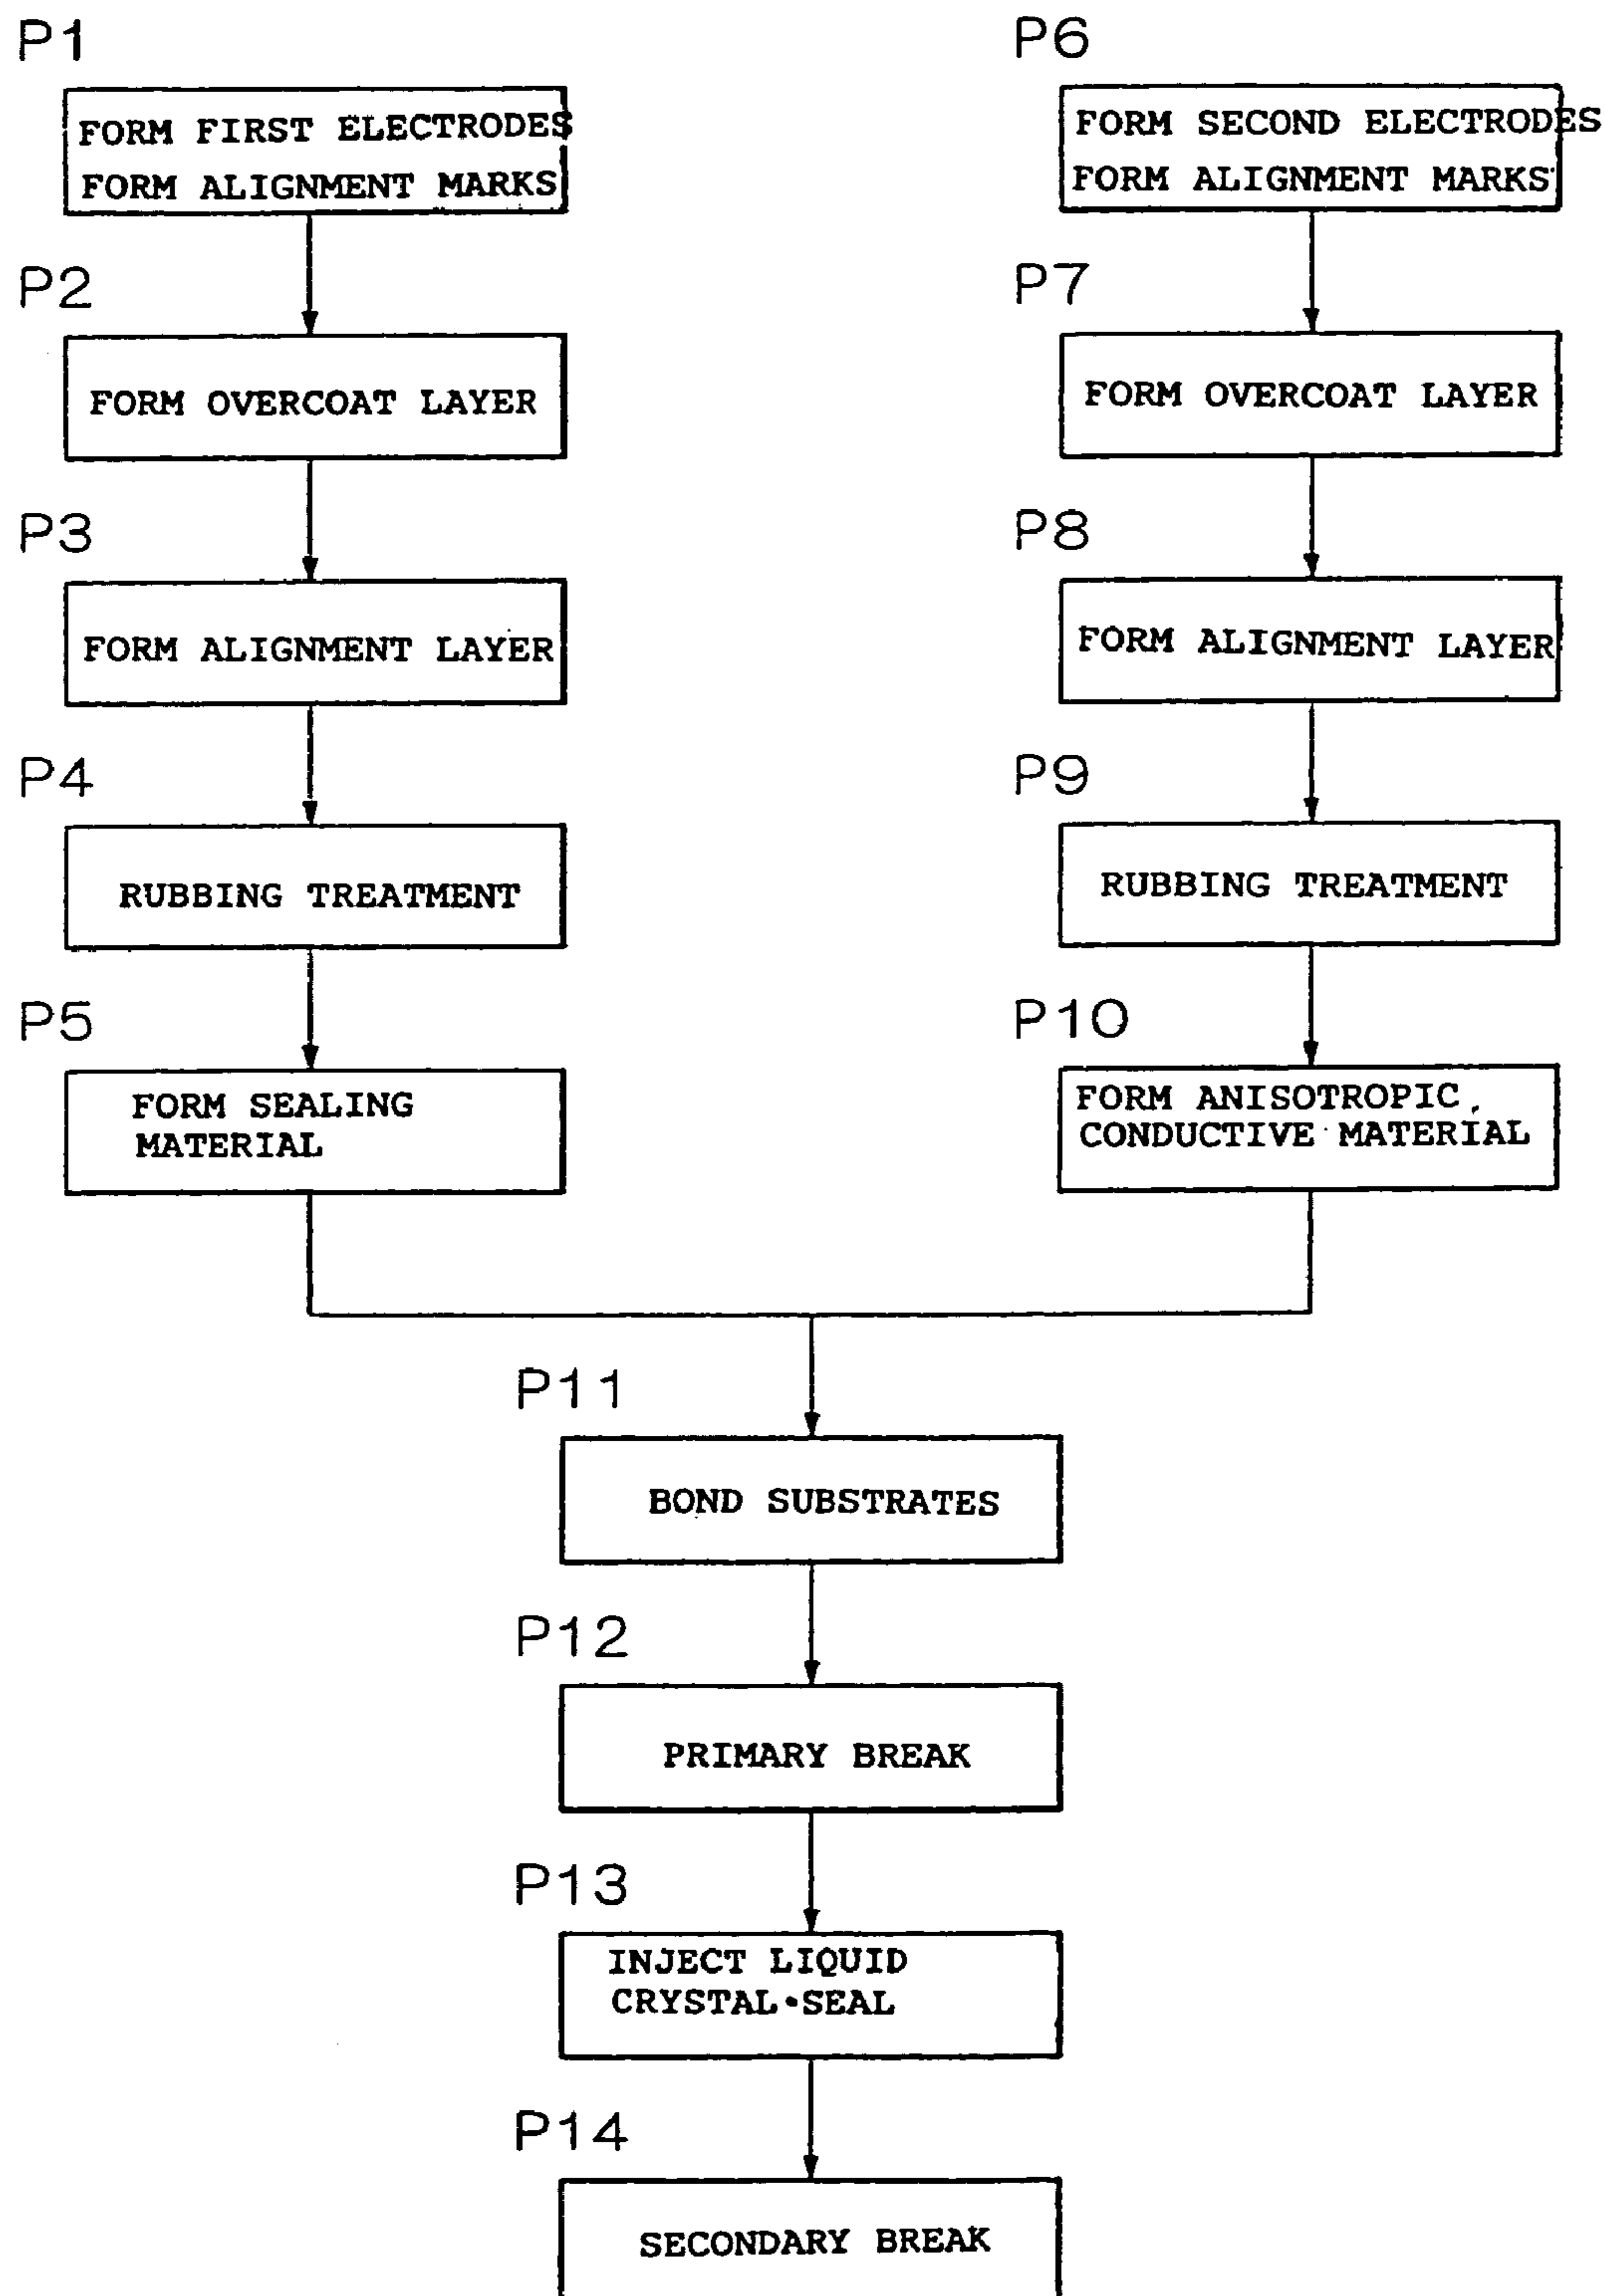 P1
FORM FIRST ELECTRODES
FORM ALIGNMENT MARKS
P2
FORM OVERCOAT LAYER
P3
FORM ALIGNMENT LAYER
P4
RUBBING TREATMENT
P5
FORM SEALING
MATERIAL
P6
FORM SECOND ELECTRODES
FORM ALIGNMENT MARKS
P7
FORM OVERCOAT LAYER
P8
FORM ALIGNMENT LAYER
P9
RUBBING TREATMENT
P10
FORM ANISOTROPIC
CONDUCTIVE MATERIAL
P11
BOND SUBSTRATES
P12
PRIMARY BREAK
P13
INJECT LIQUID
CRYSTAL•SEAL
P14
SECONDARY BREAK